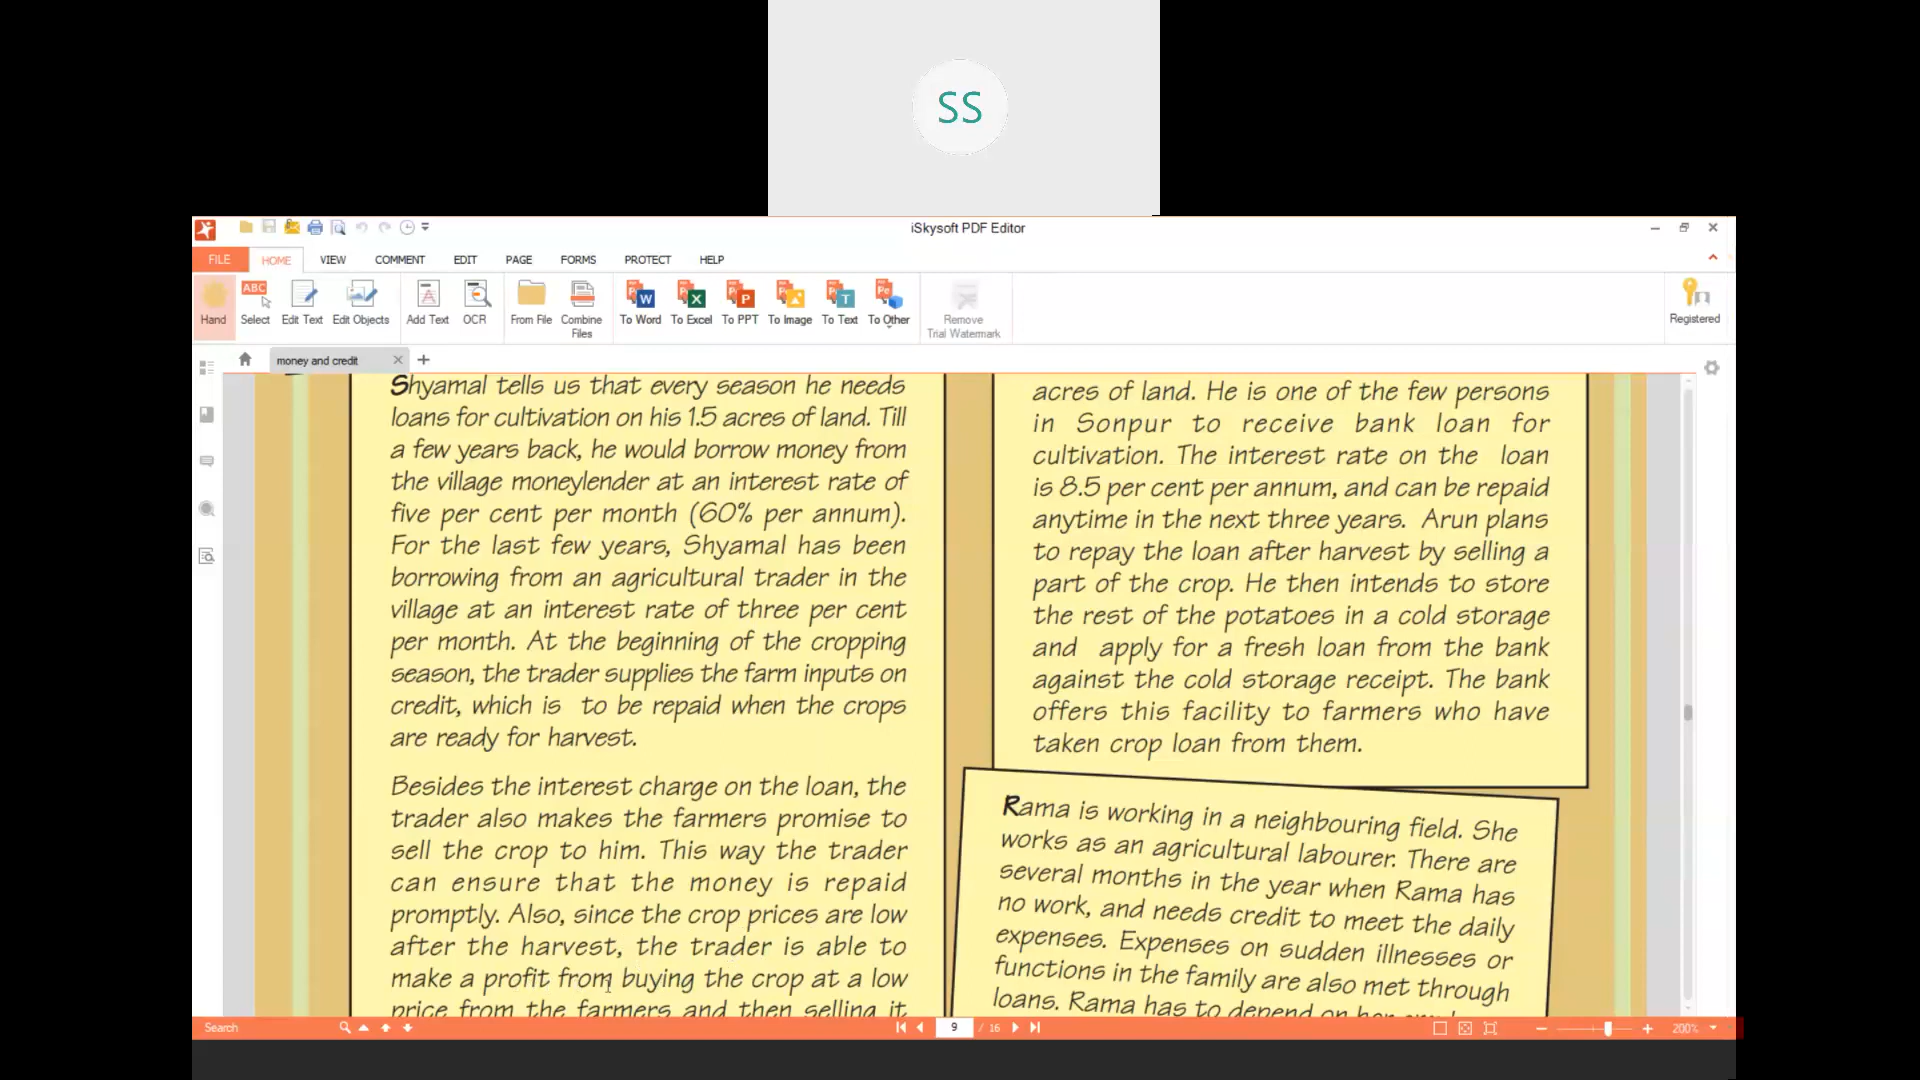 SS
iSkysoft PDF Editor
FILE HOME VIEW COMMENT EDIT PAGE FORMS PROTECT HELP
ABC
Hand Select Edit Text Edit Objects Add Text OCR From File Combine Files To Word To Excel To PPT To Image To Text To Other Remove Trial Watermark Registered
money and credit
Shyamal tells us that every season he needs
loans for cultivation on his 1.5 acres of land. Till
a few years back, he would borrow money from
the village moneylender at an interest rate of
five per cent per month (60% per annum).
For the last few years, Shyamal has been
borrowing from an agricultural trader in the
village at an interest rate of three per cent
per month. At the beginning of the cropping
season, the trader supplies the farm inputs on
credit, which is to be repaid when the crops
are ready for harvest.
Besides the interest charge on the loan, the
trader also makes the farmers promise to
sell the crop to him. This way the trader
can ensure that the money is repaid
promptly. Also, since the crop prices are low
after the harvest, the trader is able to
make a profit from buying the crop at a low
price from the farmers and then selling it
acres of land. He is one of the few persons
in Sonpur to receive bank loan for
cultivation. The interest rate on the loan
is 8.5 per cent per annum, and can be repaid
anytime in the next three years. Arun plans
to repay the loan after harvest by selling a
part of the crop. He then intends to store
the rest of the potatoes in a cold storage
and apply for a fresh loan from the bank
against the cold storage receipt. The bank
offers this facility to farmers who have
taken crop loan from them.
Rama is working in a neighbouring field. She
works as an agricultural labourer. There are
several months in the year when Rama has
no work, and needs credit to meet the daily
expenses. Expenses on sudden illnesses or
functions in the family are also met through
loans. Rama has to depend on her
Search 9 / 16 200%